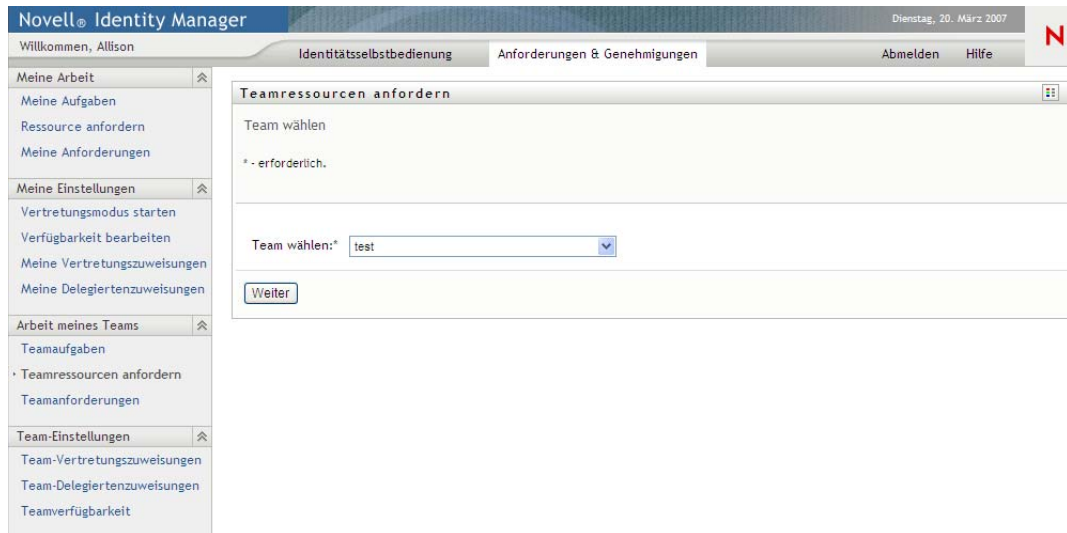 Novell® Identity Manager
Dienstag, 20. März 2007
N
Willkommen, Allison
Identitätsselbstbedienung
Anforderungen & Genehmigungen
Abmelden
Hilfe
Meine Arbeit
Meine Aufgaben
Ressource anfordern
Meine Anforderungen
Meine Einstellungen
Vertretungsmodus starten
Verfügbarkeit bearbeiten
Meine Vertretungszuweisungen
Meine Delegiertenzuweisungen
Arbeit meines Teams
Teamaufgaben
Teamressourcen anfordern
Teamanforderungen
Team-Einstellungen
Team-Vertretungszuweisungen
Team-Delegiertenzuweisungen
Teamverfügbarkeit
Teamressourcen anfordern
Team wählen
* - erforderlich.
Team wählen:* test
Weiter